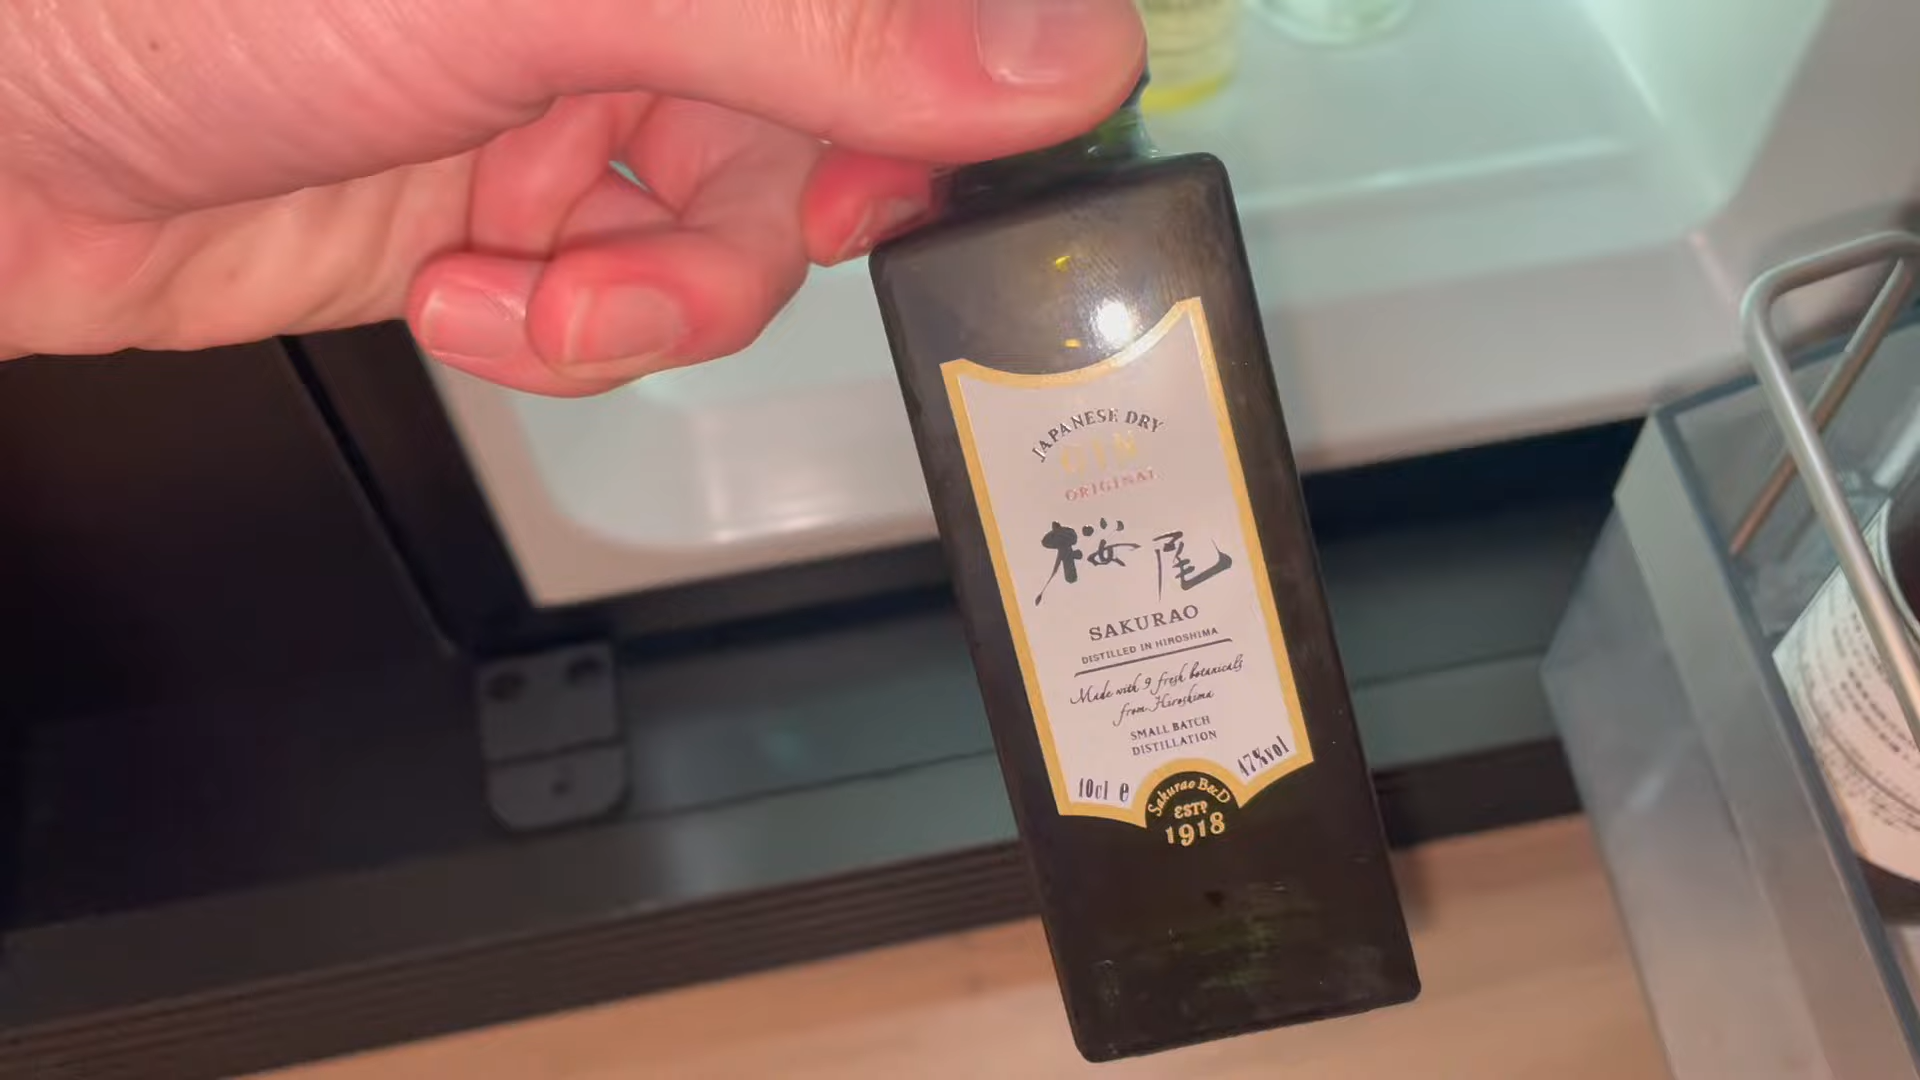 JAPANESE DRY
GIN
ORIGINAL
桜尾
SAKURAO
DISTILLED IN HIROSHIMA
Made with 9 fresh botanicals
from Hiroshima
SMALL BATCH
DISTILLATION
10cl e
47%vol
Sakurao B&D
ESTD
1918